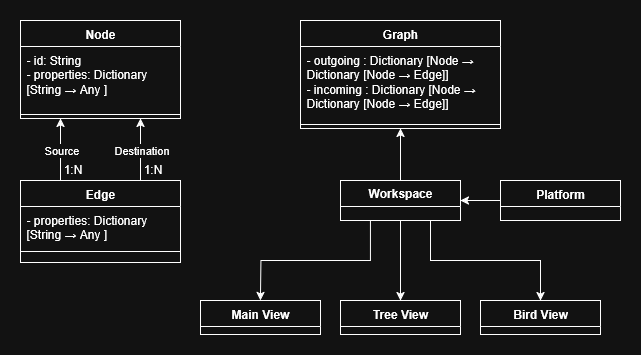 Node
- id: String
- properties: Dictionary
[String → Any ]
Source
Destination
1:N
1:N
Edge
- properties: Dictionary
[String → Any ]
Graph
- outgoing : Dictionary [Node →
Dictionary [Node → Edge]]
- incoming : Dictionary [Node →
Dictionary [Node → Edge]]
Workspace
Platform
Main View
Tree View
Bird View